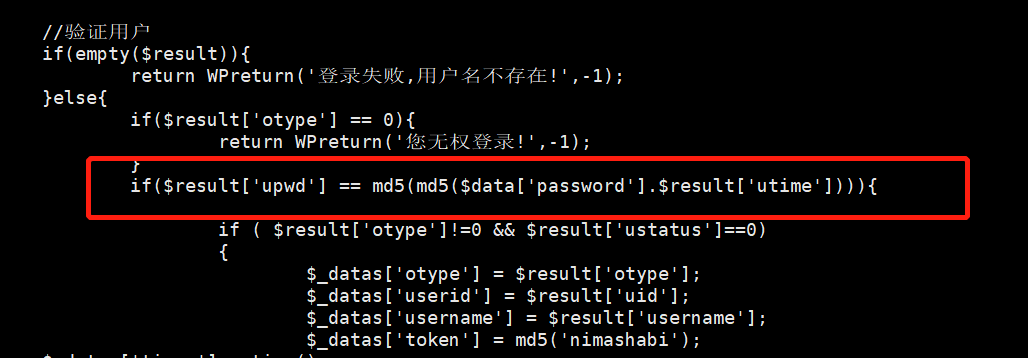 //验证用户
if(empty($result)){
return WPreturn('登录失败,用户名不存在!',-1);
}else{
if($result['otype'] == 0){
return WPreturn('您无权登录!',-1);
}
if($result['upwd'] == md5(md5($data['password'].$result['utime']))){
if ( $result['otype']!=0 && $result['ustatus']==0)
{
$_datas['otype'] = $result['otype'];
$_datas['userid'] = $result['uid'];
$_datas['username'] = $result['username'];
$_datas['token'] = md5('nimashabi');